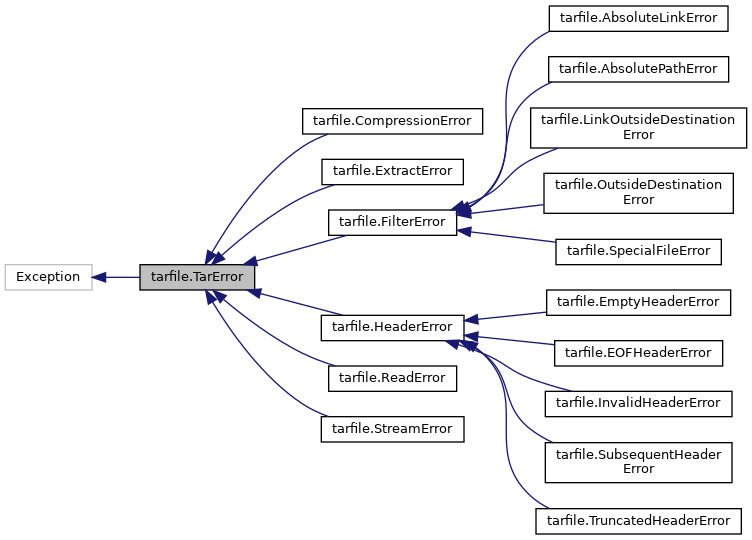 Exception
tarfile.TarError
tarfile.CompressionError
tarfile.ExtractError
tarfile.FilterError
tarfile.HeaderError
tarfile.ReadError
tarfile.StreamError
tarfile.AbsoluteLinkError
tarfile.AbsolutePathError
tarfile.LinkOutsideDestination
Error
tarfile.OutsideDestination
Error
tarfile.SpecialFileError
tarfile.EmptyHeaderError
tarfile.EOFHeaderError
tarfile.InvalidHeaderError
tarfile.SubsequentHeader
Error
tarfile.TruncatedHeaderError